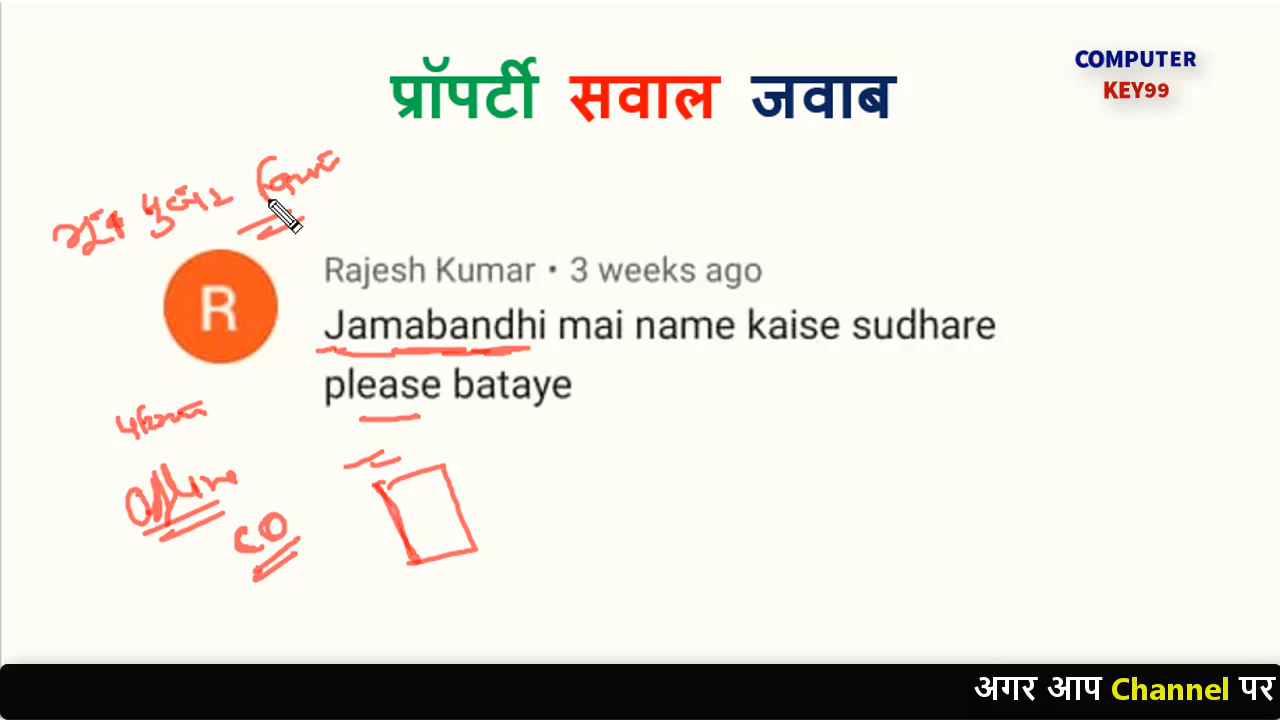 प्रॉपर्टी सवाल जवाब
COMPUTER
KEY99
Rajesh Kumar • 3 weeks ago
R
Jamabandhi mai name kaise sudhare
please bataye
Offline
CO
अगर आप Channel पर